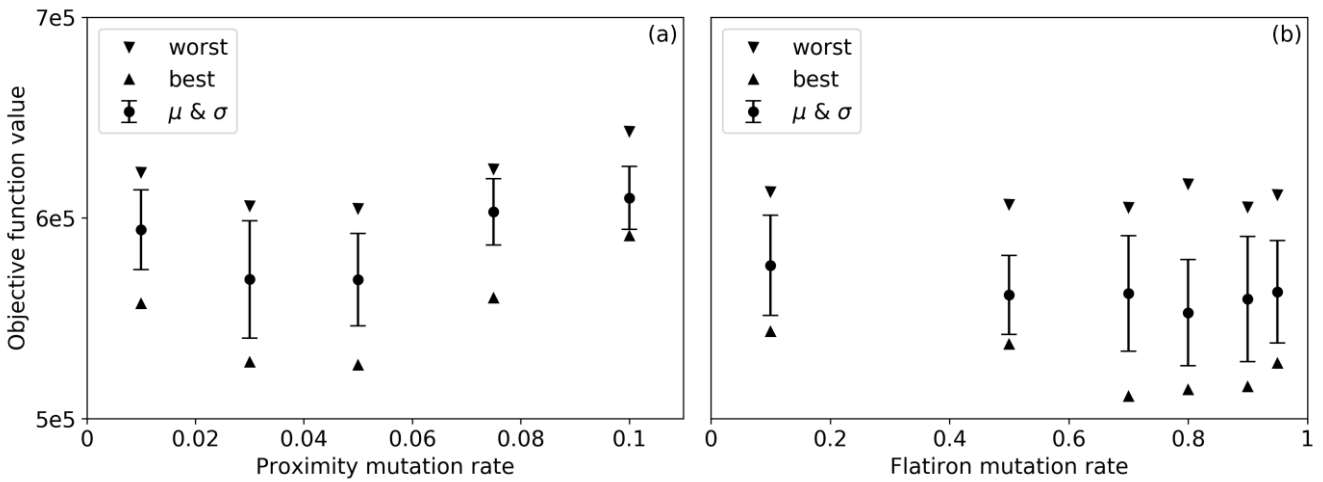 7e5
6e5
5e5
Objective function value
worst
best
μ & σ
(a)
0 0.02 0.04 0.06 0.08 0.1
Proximity mutation rate
worst
best
μ & σ
(b)
0 0.2 0.4 0.6 0.8 1
Flatiron mutation rate